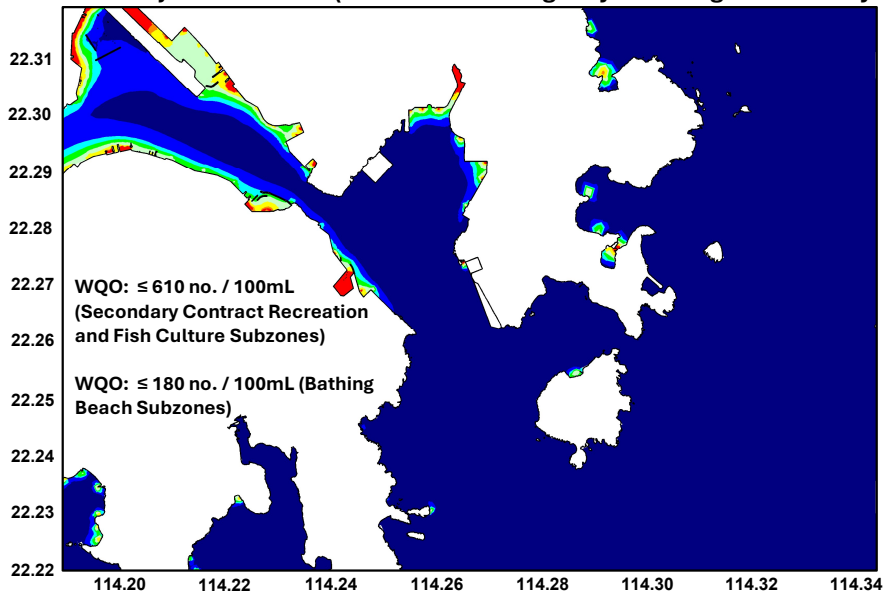 22.31
22.30
22.29
22.28
22.27
22.26
22.25
22.24
22.23
22.22
WQO: ≤ 610 no. / 100mL
(Secondary Contract Recreation
and Fish Culture Subzones)
WQO: ≤ 180 no. / 100mL (Bathing
Beach Subzones)
114.20 114.22 114.24 114.26 114.28 114.30 114.32 114.34